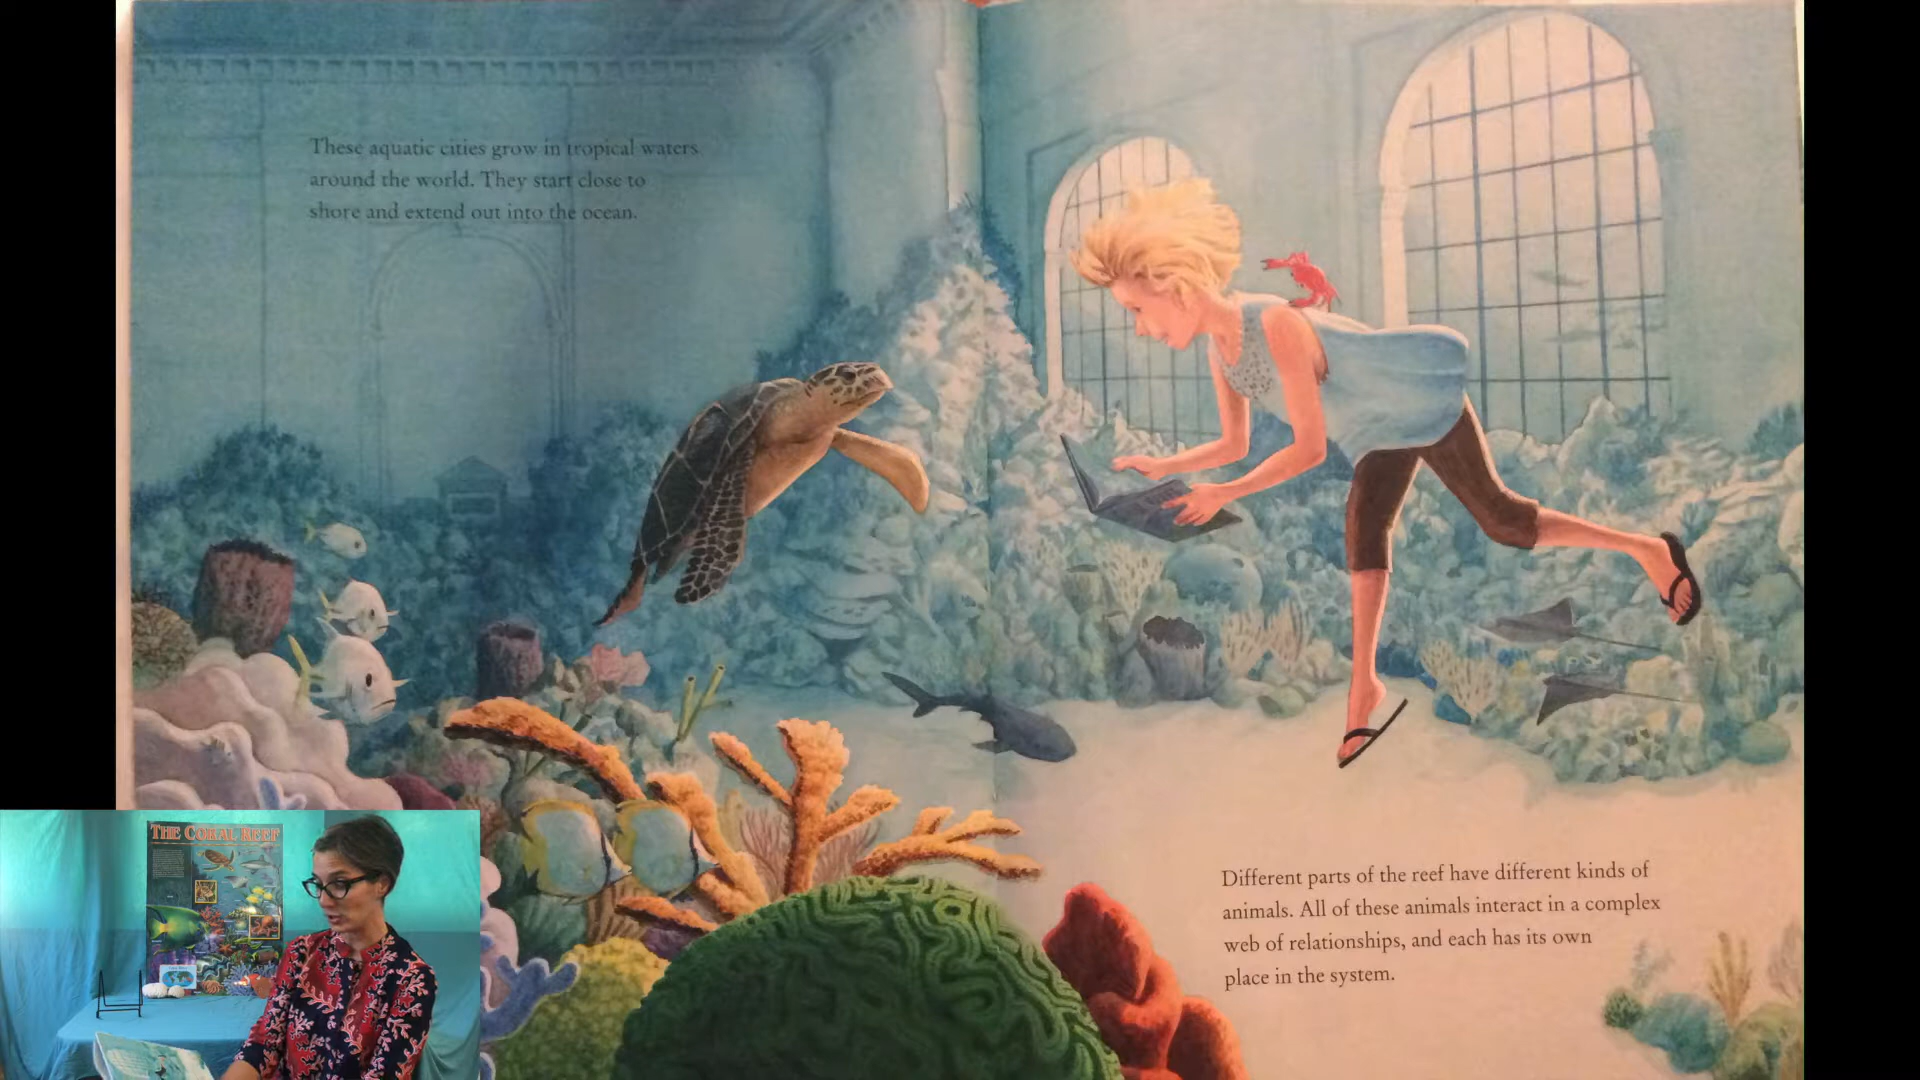 These aquatic cities grow in tropical waters
around the world. They start close to
shore and extend out into the ocean.
Different parts of the reef have different kinds of
animals. All of these animals interact in a complex
web of relationships, and each has its own
place in the system.
THE CORAL REEF